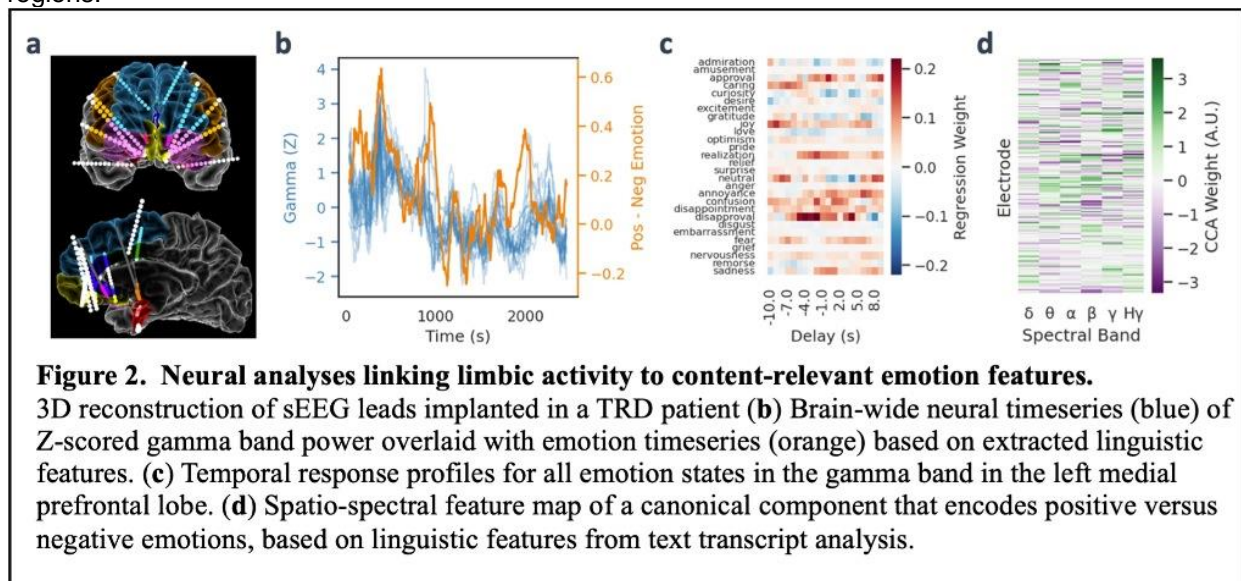 regions.
a
b
c
d
4
3
2
1
0
−1
−2
Gamma (Z)
0
1000
2000
Time (s)
0.6
0.4
0.2
0.0
−0.2
Pos - Neg Emotion
admiration
amusement
approval
caring
curiosity
desire
excitement
gratitude
joy
love
optimism
pride
realization
relief
surprise
neutral
anger
annoyance
confusion
disappointment
disapproval
disgust
embarrassment
fear
grief
nervousness
remorse
sadness
-10.0
-7.0
-4.0
-1.0
2.0
5.0
8.0
Delay (s)
0.2
0.1
0.0
−0.1
−0.2
Regression Weight
Electrode
δ θ α β γ Hγ
Spectral Band
3
2
1
0
−1
−2
−3
CCA Weight (A.U.)
Figure 2. Neural analyses linking limbic activity to content-relevant emotion features.
3D reconstruction of sEEG leads implanted in a TRD patient (b) Brain-wide neural timeseries (blue) of
Z-scored gamma band power overlaid with emotion timeseries (orange) based on extracted linguistic
features. (c) Temporal response profiles for all emotion states in the gamma band in the left medial
prefrontal lobe. (d) Spatio-spectral feature map of a canonical component that encodes positive versus
negative emotions, based on linguistic features from text transcript analysis.